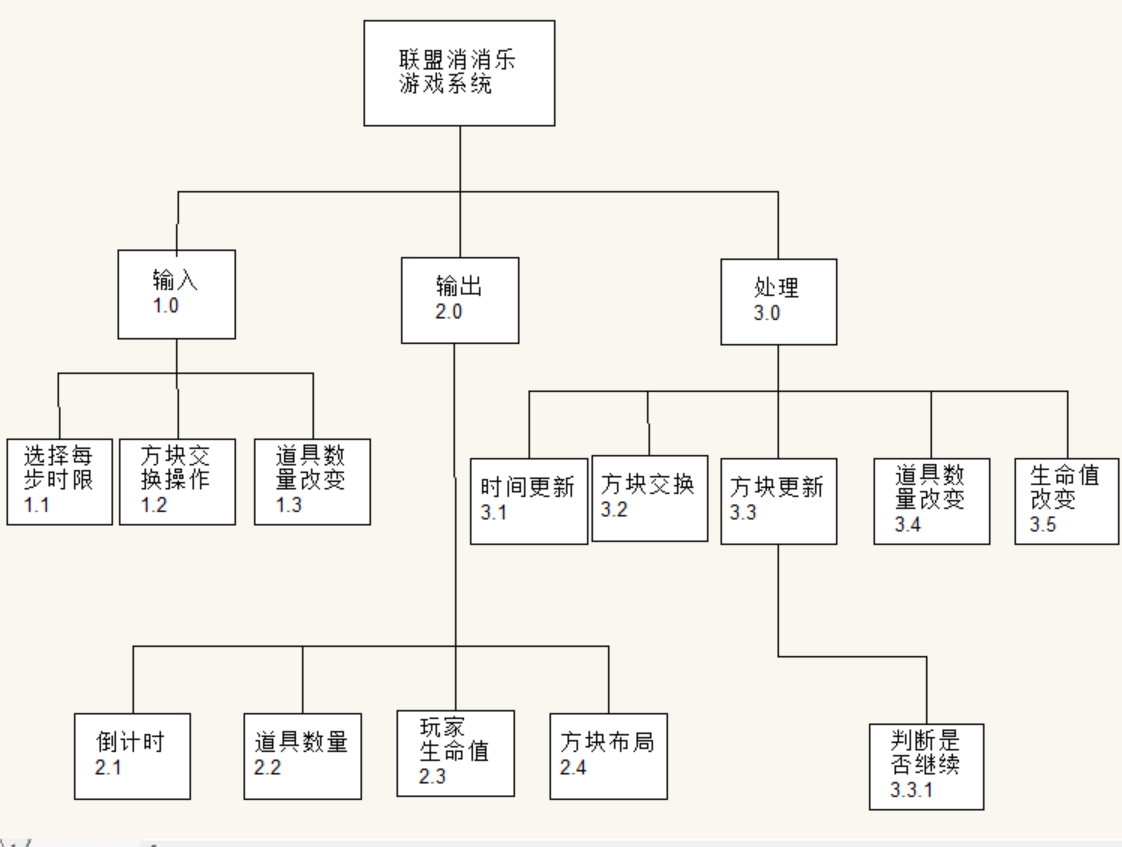 联盟消消乐
游戏系统
输入
1.0
输出
2.0
处理
3.0
选择每
步时限
1.1
方块交
换操作
1.2
道具数
量改变
1.3
时间更新
3.1
方块交换
3.2
方块更新
3.3
道具数
量改变
3.4
生命值
改变
3.5
倒计时
2.1
道具数量
2.2
玩家
生命值
2.3
方块布局
2.4
判断是
否继续
3.3.1